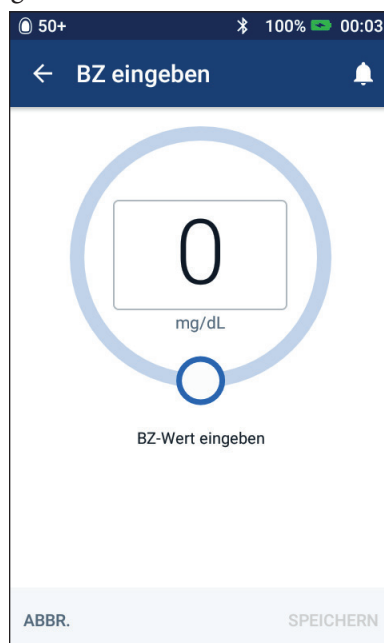 50+ 100% 00:03
BZ eingeben
0
mg/dL
BZ-Wert eingeben
ABBR. SPEICHERN